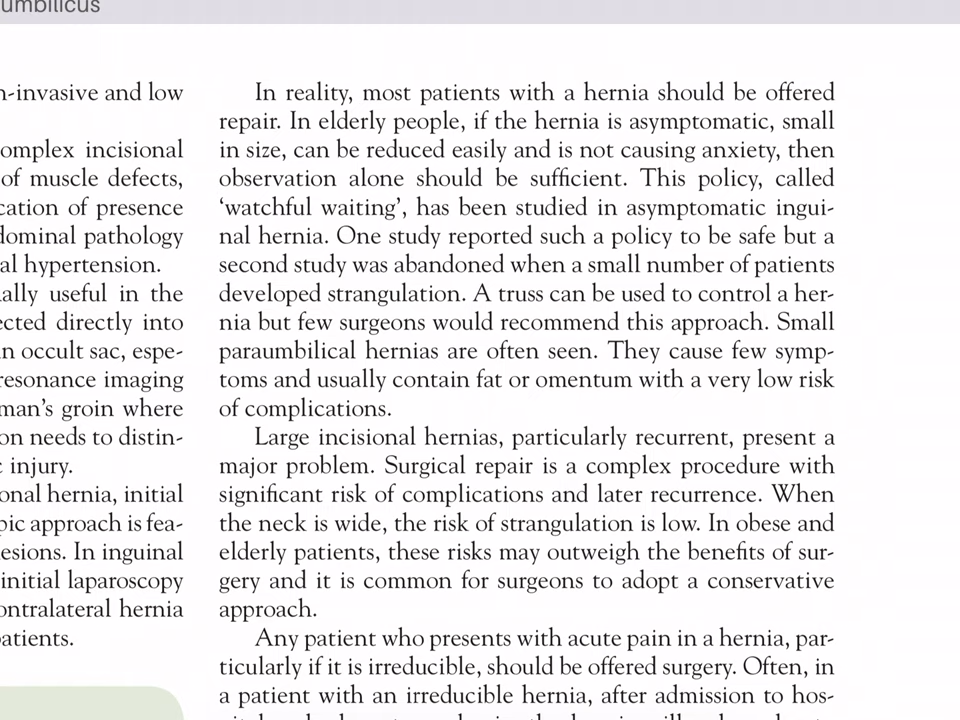 umbilicus
n-invasive and low
omplex incisional
of muscle defects,
cation of presence
dominal pathology
al hypertension.
ally useful in the
ected directly into
n occult sac, espe-
resonance imaging
man’s groin where
on needs to distin-
c injury.
onal hernia, initial
pic approach is fea-
esions. In inguinal
initial laparoscopy
ontralateral hernia
patients.
In reality, most patients with a hernia should be offered
repair. In elderly people, if the hernia is asymptomatic, small
in size, can be reduced easily and is not causing anxiety, then
observation alone should be sufficient. This policy, called
‘watchful waiting’, has been studied in asymptomatic ingui-
nal hernia. One study reported such a policy to be safe but a
second study was abandoned when a small number of patients
developed strangulation. A truss can be used to control a her-
nia but few surgeons would recommend this approach. Small
paraumbilical hernias are often seen. They cause few symp-
toms and usually contain fat or omentum with a very low risk
of complications.
Large incisional hernias, particularly recurrent, present a
major problem. Surgical repair is a complex procedure with
significant risk of complications and later recurrence. When
the neck is wide, the risk of strangulation is low. In obese and
elderly patients, these risks may outweigh the benefits of sur-
gery and it is common for surgeons to adopt a conservative
approach.
Any patient who presents with acute pain in a hernia, par-
ticularly if it is irreducible, should be offered surgery. Often, in
a patient with an irreducible hernia, after admission to hos-